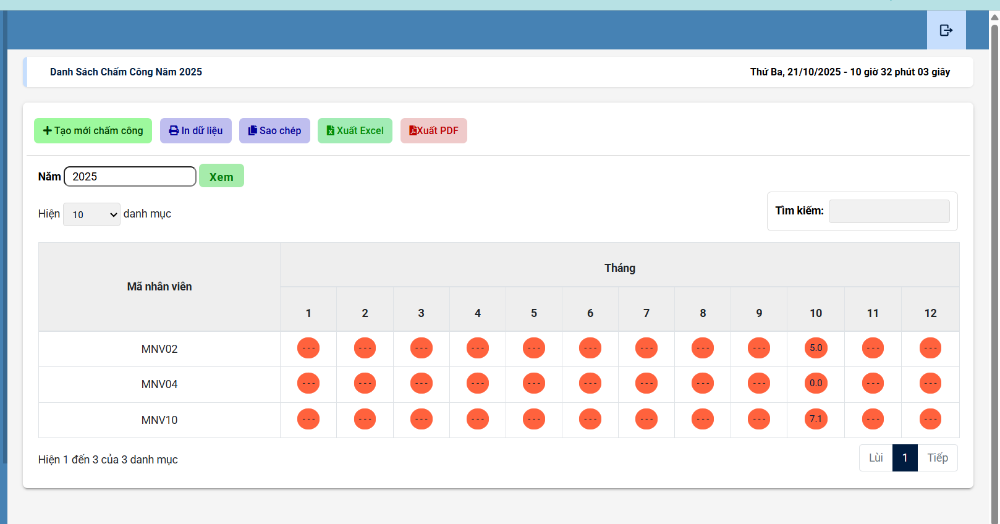 Danh Sách Chấm Công Năm 2025
Thứ Ba, 21/10/2025 - 10 giờ 32 phút 03 giây
Tạo mới chấm công
In dữ liệu
Sao chép
Xuất Excel
Xuất PDF
Năm 2025 Xem
Hiện 10 danh mục
Tìm kiếm:
Mã nhân viên
Tháng
1 2 3 4 5 6 7 8 9 10 11 12
MNV02 --- --- --- --- --- --- --- --- --- 5.0 --- ---
MNV04 --- --- --- --- --- --- --- --- --- 0.0 --- ---
MNV10 --- --- --- --- --- --- --- --- --- 7.1 --- ---
Hiện 1 đến 3 của 3 danh mục
Lùi 1 Tiếp